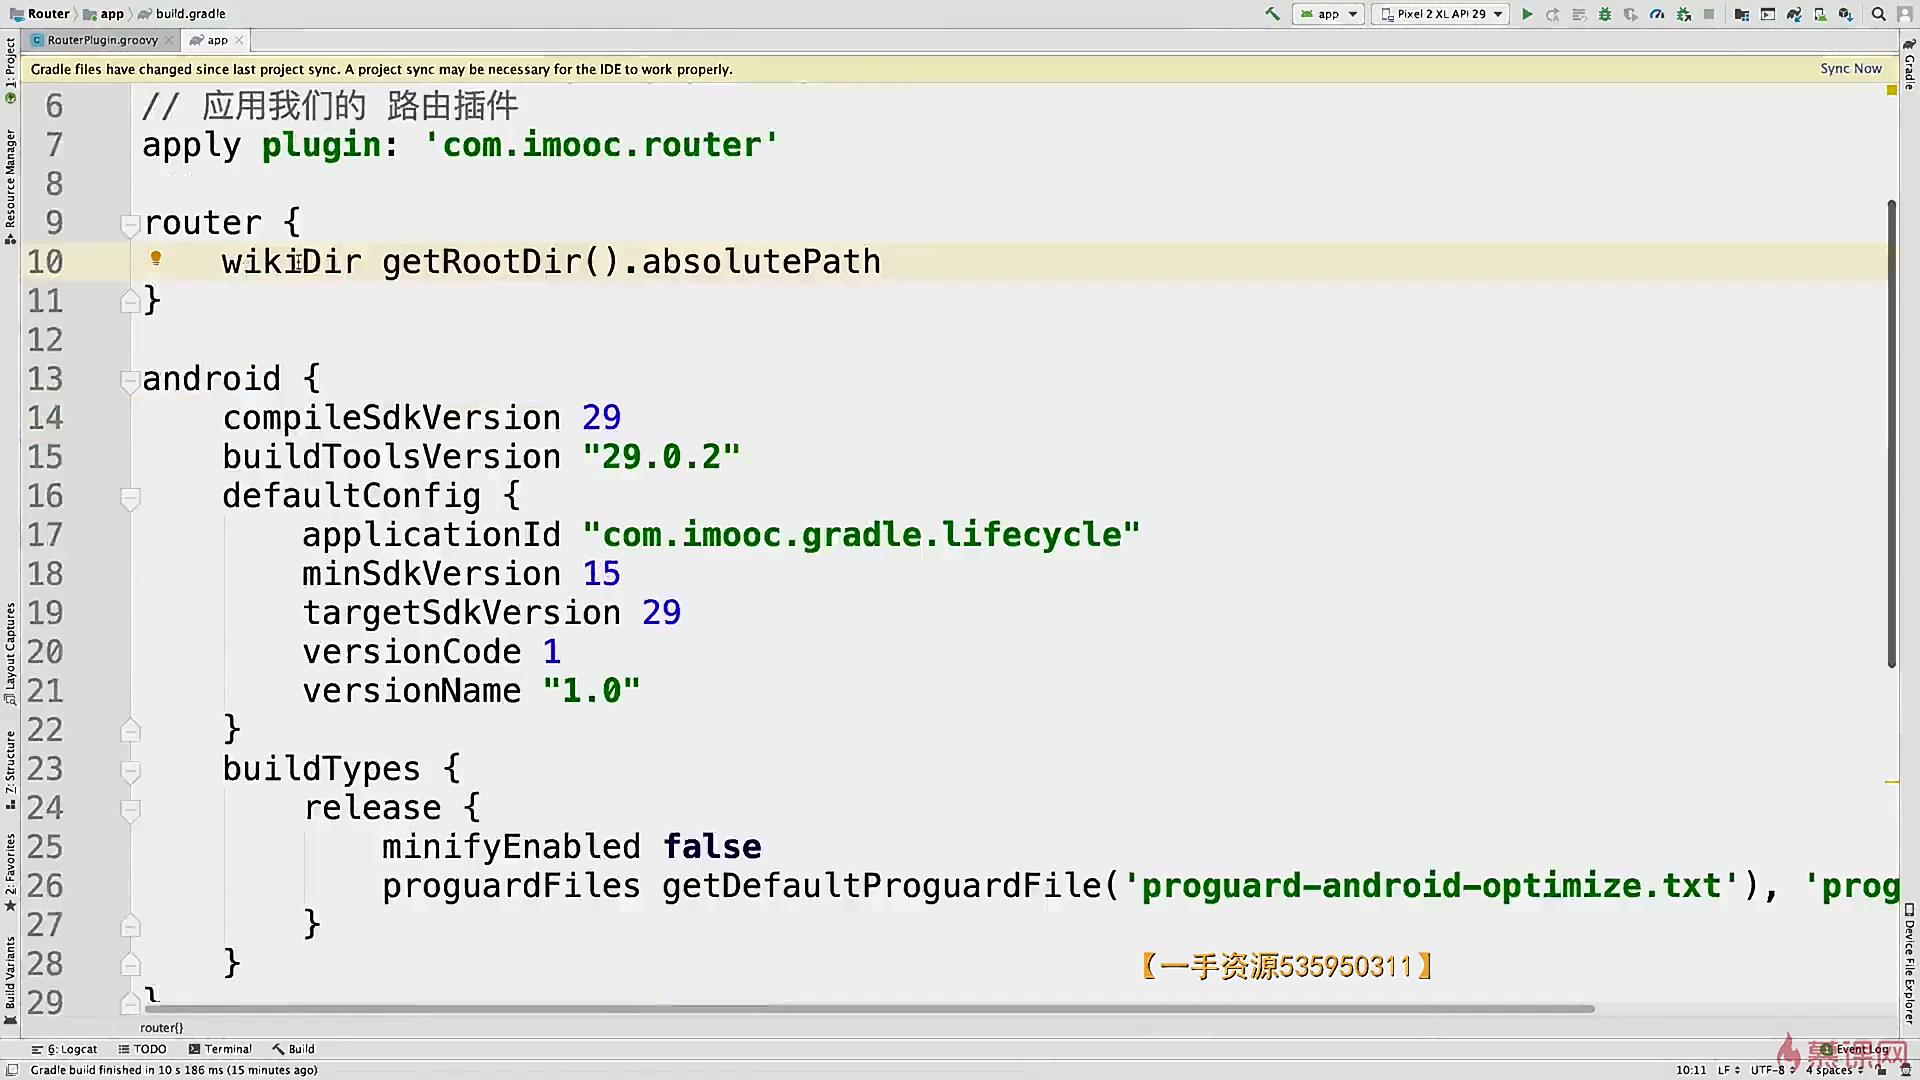 Router app build.gradle
app Pixel 2 XL API 29
RouterPlugin.groovy app
Gradle files have changed since last project sync. A project sync may be necessary for the IDE to work properly. Sync Now
6 // 应用我们的 路由插件
7 apply plugin: 'com.imooc.router'
8
9 router {
10 wikiDir getRootDir().absolutePath
11 }
12
13 android {
14 compileSdkVersion 29
15 buildToolsVersion "29.0.2"
16 defaultConfig {
17 applicationId "com.imooc.gradle.lifecycle"
18 minSdkVersion 15
19 targetSdkVersion 29
20 versionCode 1
21 versionName "1.0"
22 }
23 buildTypes {
24 release {
25 minifyEnabled false
26 proguardFiles getDefaultProguardFile('proguard-android-optimize.txt'), 'prog
27 }
28 }
29 }
【一手资源535950311】
router{}
6: Logcat TODO Terminal Build Event Log
Gradle build finished in 10 s 186 ms (15 minutes ago) 10:11 LF UTF-8 4 spaces
慕课网
1: Project
Resource Manager
Layout Captures
7: Structure
2: Favorites
Build Variants
Gradle
Device File Explorer